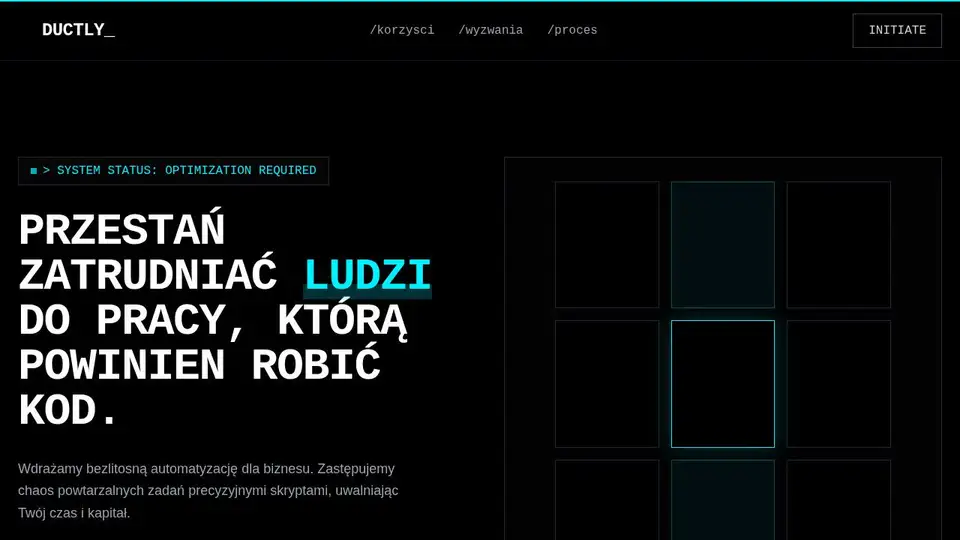 DUCTLY_
/korzysci /wyzwania /proces
INITIATE
> SYSTEM STATUS: OPTIMIZATION REQUIRED
PRZESTAŃ
ZATRUDNIAĆ LUDZI
DO PRACY, KTÓRĄ
POWINIEN ROBIĆ
KOD.
Wdrażamy bezlitosną automatyzację dla biznesu. Zastępujemy
chaos powtarzalnych zadań precyzyjnymi skryptami, uwalniając
Twój czas i kapitał.